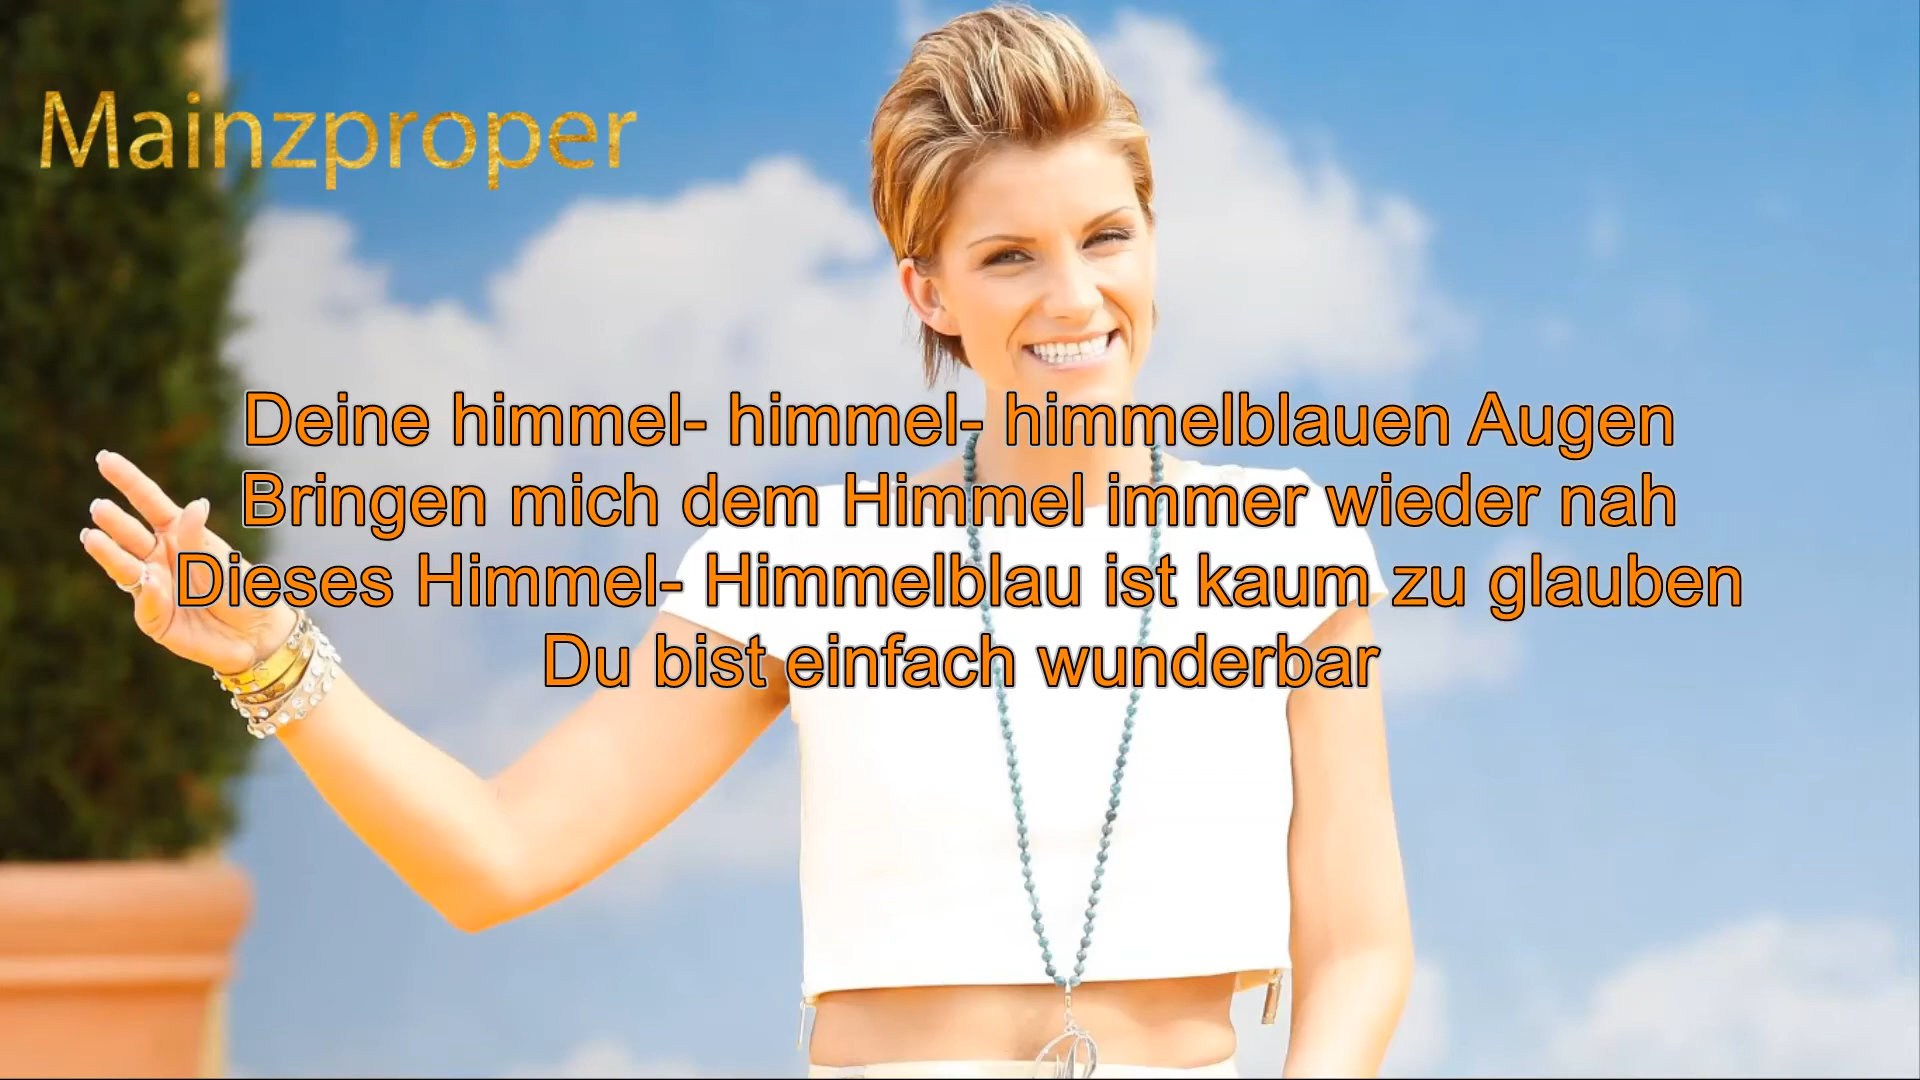 Mainzproper
Deine himmel- himmel- himmelblauen Augen
Bringen mich dem Himmel immer wieder nah
Dieses Himmel- Himmelblau ist kaum zu glauben
Du bist einfach wunderbar